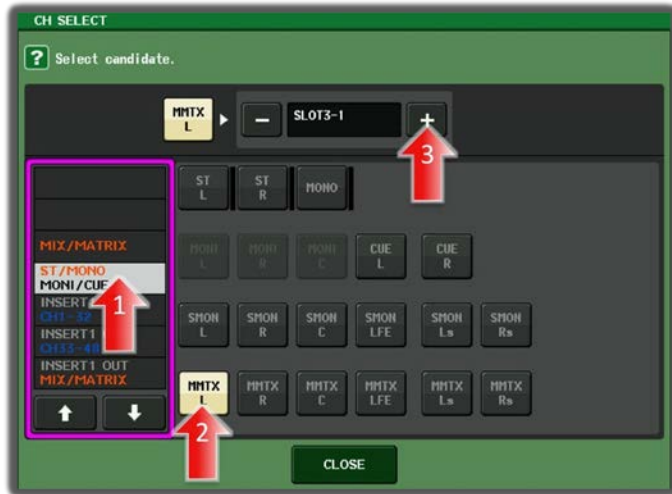 CH SELECT
? Select candidate.
MMTX L
− SLOT3-1 +
3
ST L
ST R
MONO
MIX/MATRIX
MONI L
MONI R
MONI C
CUE L
CUE R
ST/MONO
MONI/CUE
1
INSERT
CH1-32
INSERT1
CH33-48
INSERT1 OUT
MIX/MATRIX
SMON L
SMON R
SMON C
SMON LFE
SMON Ls
SMON Rs
MMTX L
MMTX R
MMTX C
MMTX LFE
MMTX Ls
MMTX Rs
2
CLOSE